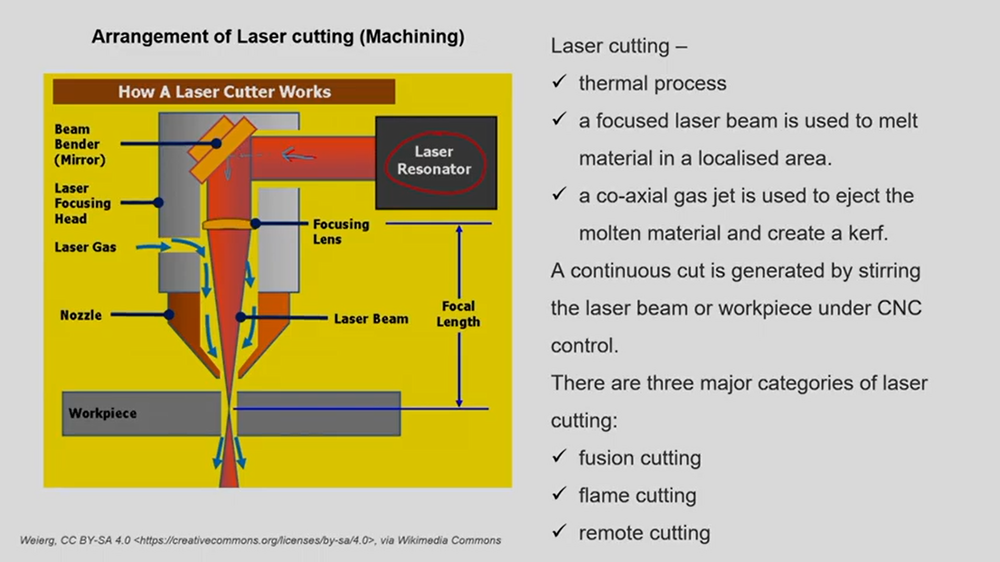 Arrangement of Laser cutting (Machining)
How A Laser Cutter Works
Beam
Bender
(Mirror)
Laser
Focusing
Head
Laser Gas
Nozzle
Workpiece
Laser
Resonator
Focusing
Lens
Laser Beam
Focal
Length
Weierg, CC BY-SA 4.0 <https://creativecommons.org/licenses/by-sa/4.0>, via Wikimedia Commons
Laser cutting –
✓ thermal process
✓ a focused laser beam is used to melt
material in a localised area.
✓ a co-axial gas jet is used to eject the
molten material and create a kerf.
A continuous cut is generated by stirring
the laser beam or workpiece under CNC
control.
There are three major categories of laser
cutting:
✓ fusion cutting
✓ flame cutting
✓ remote cutting